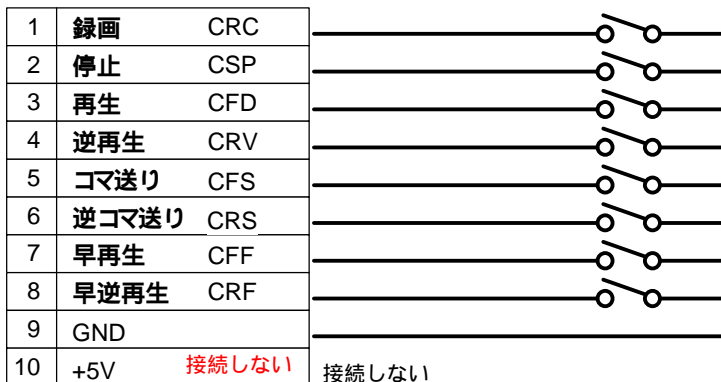 1 録画 CRC
2 停止 CSP
3 再生 CFD
4 逆再生 CRV
5 コマ送り CFS
6 逆コマ送り CRS
7 早再生 CFF
8 早逆再生 CRF
9 GND
10 +5V 接続しない 接続しない